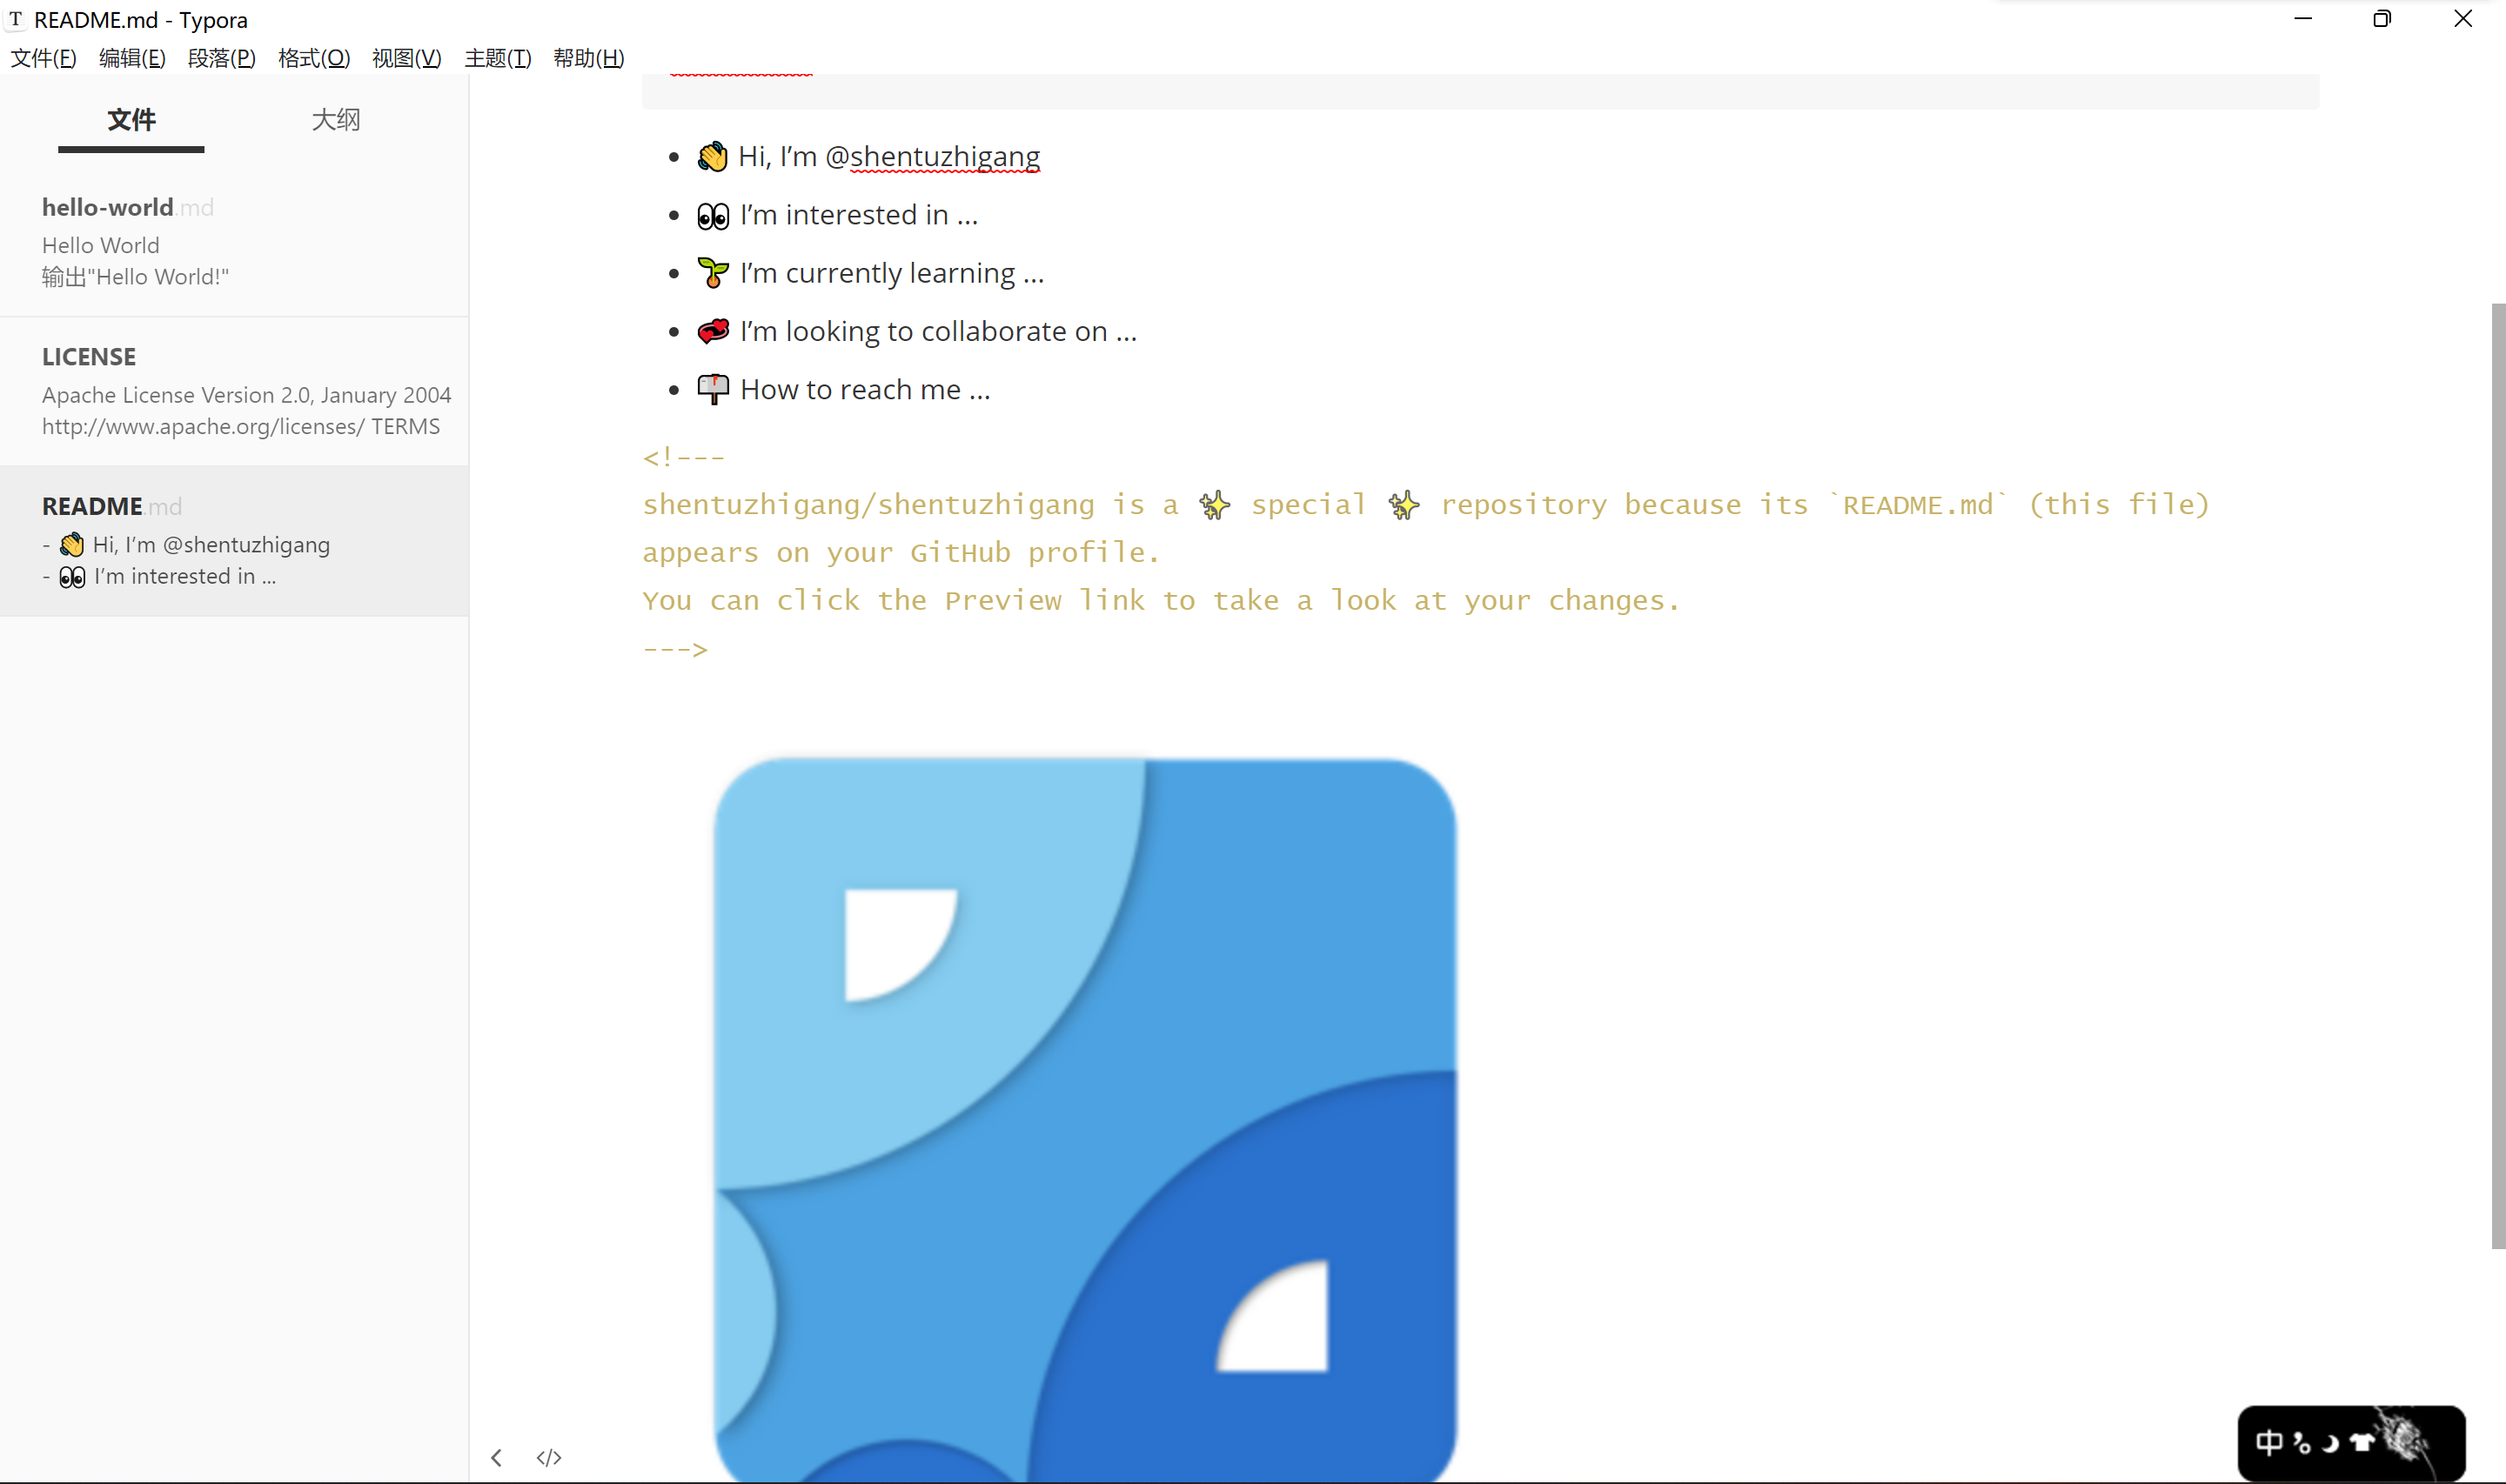 README.md - Typora
文件(F) 编辑(E) 段落(P) 格式(O) 视图(V) 主题(T) 帮助(H)
文件 大纲
hello-world.md
Hello World
输出"Hello World!"
LICENSE
Apache License Version 2.0, January 2004
http://www.apache.org/licenses/ TERMS
README.md
- 👋 Hi, I’m @shentuzhigang
- 👀 I’m interested in ...
• 👋 Hi, I’m @shentuzhigang
• 👀 I’m interested in ...
• 🌱 I’m currently learning ...
• 💞️ I’m looking to collaborate on ...
• 📫 How to reach me ...
<!---
shentuzhigang/shentuzhigang is a ✨ special ✨ repository because its `README.md` (this file)
appears on your GitHub profile.
You can click the Preview link to take a look at your changes.
--->
中